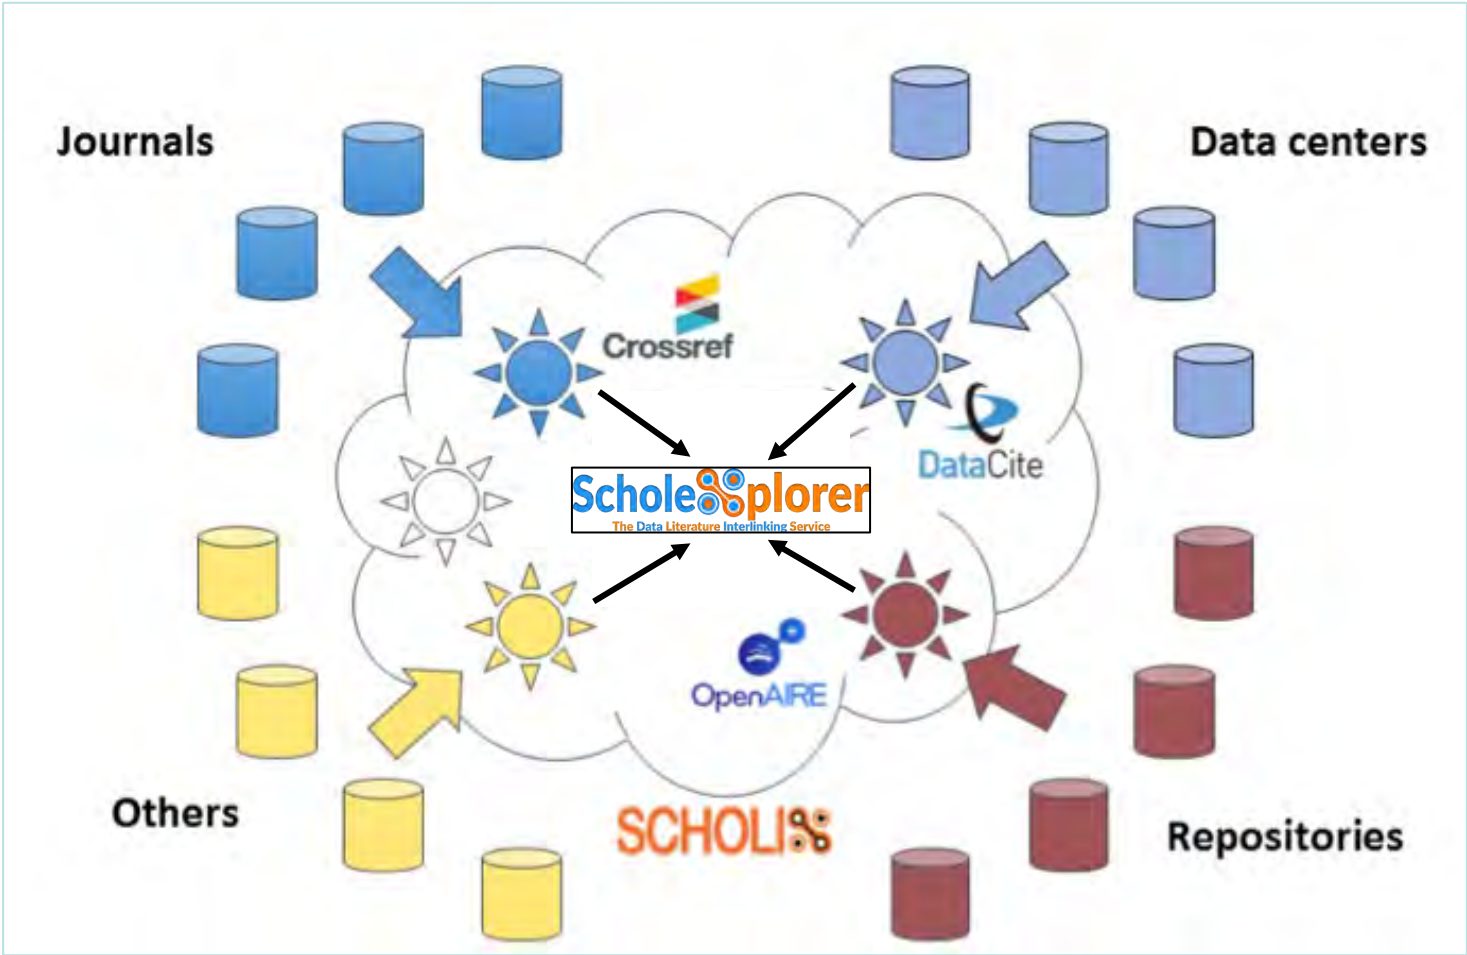 Journals
Data centers
Crossref
DataCite
ScholeXplorer
The Data Literature Interlinking Service
OpenAIRE
Others
SCHOLIX
Repositories